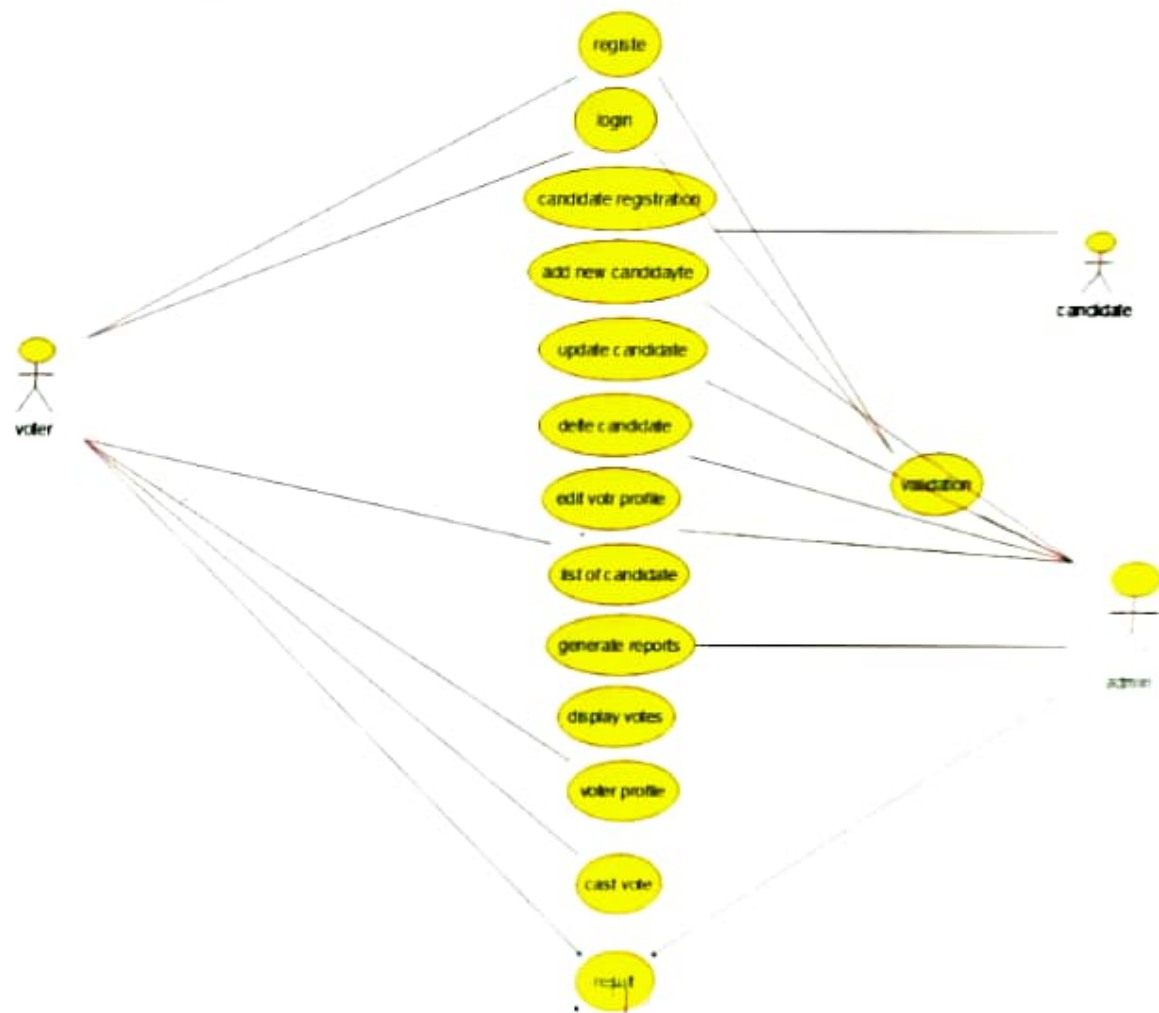 registe
login
candidate registration
add new candidayte
candidate
update candidate
voter
defie candidate
validation
edit votr profile
list of candidate
generate reports
admin
display votes
voter profile
cast vote
result